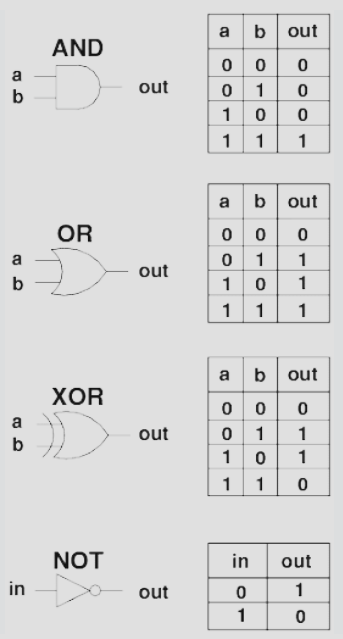 AND
a
b
out
a b out
0 0 0
0 1 0
1 0 0
1 1 1
OR
a
b
out
a b out
0 0 0
0 1 1
1 0 1
1 1 1
XOR
a
b
out
a b out
0 0 0
0 1 1
1 0 1
1 1 0
NOT
in
out
in out
0 1
1 0